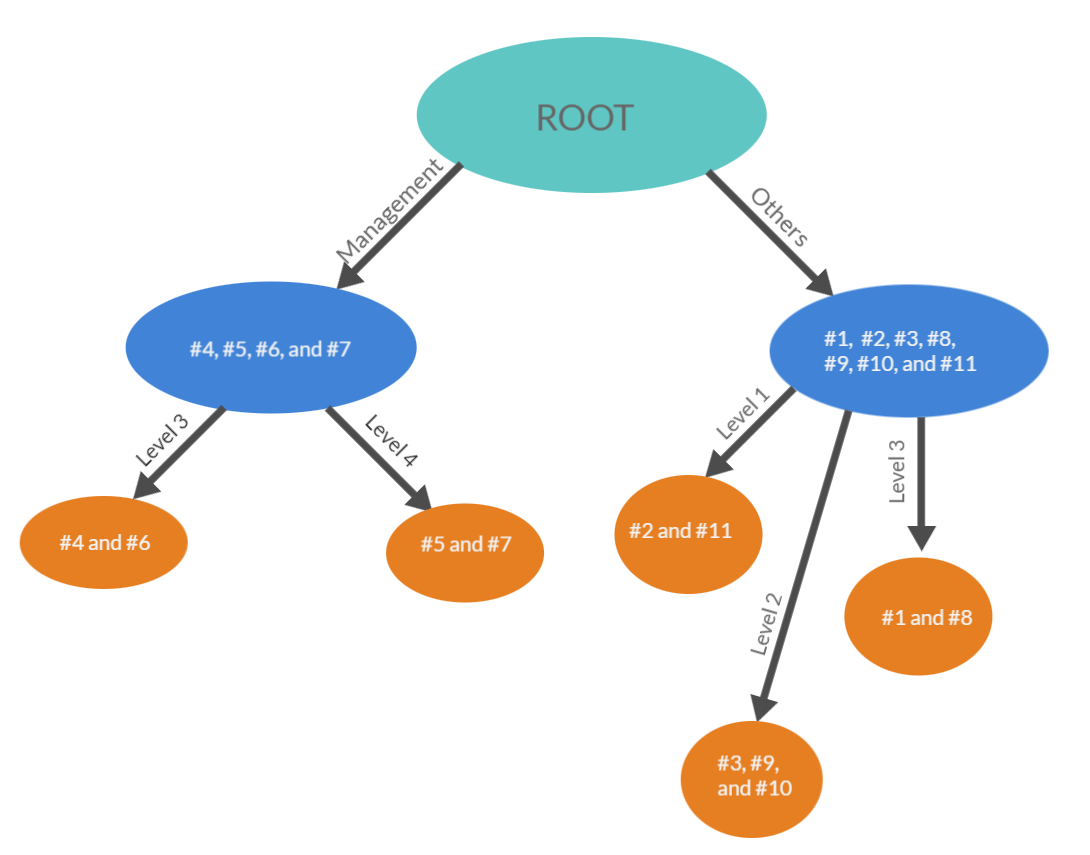 ROOT
Management
Others
#4, #5, #6, and #7
#1,  #2, #3, #8,
#9, #10, and #11
Level 3
Level 4
Level 1
Level 2
Level 3
#4 and #6
#5 and #7
#2 and #11
#1 and #8
#3, #9,
and #10